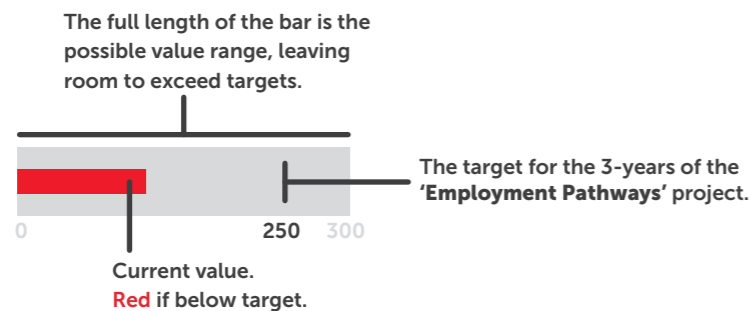 The full length of the bar is the
possible value range, leaving
room to exceed targets.
The target for the 3-years of the
‘Employment Pathways’ project.
0
250
300
Current value.
Red if below target.